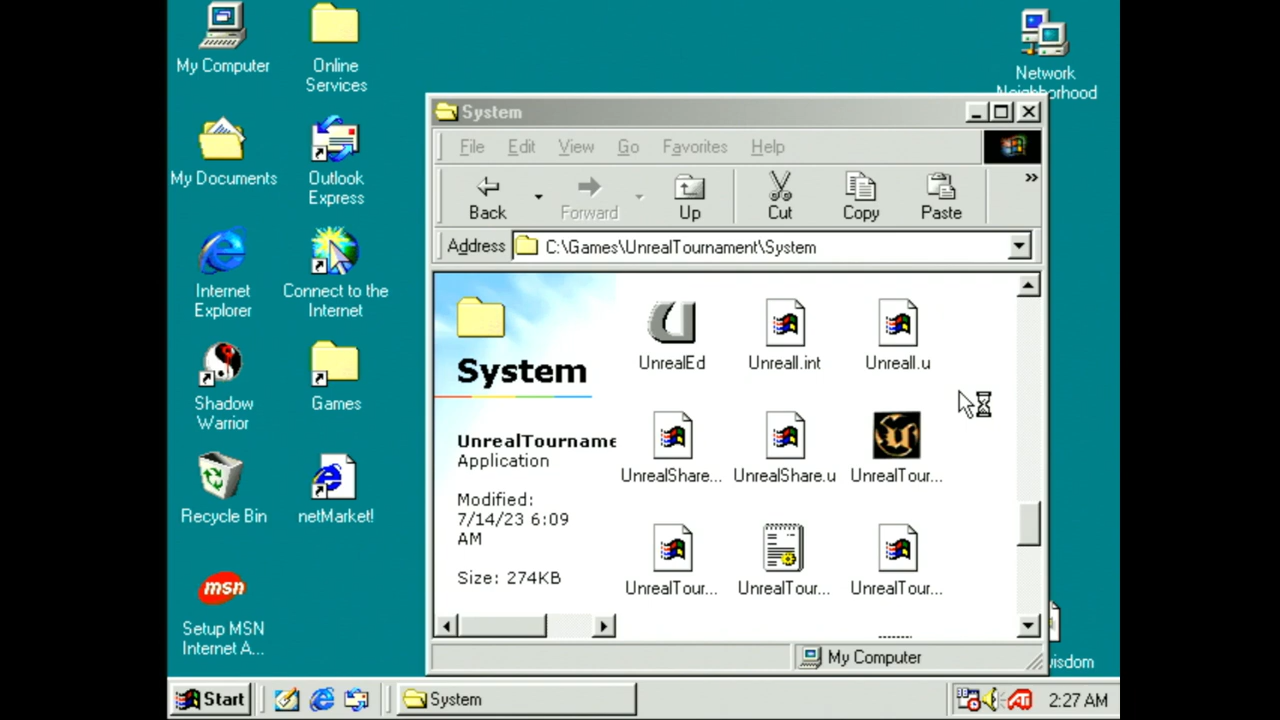 My Computer
Online
Services
Network
Neighborhood
My Documents
Outlook
Express
Internet
Explorer
Connect to the
Internet
Shadow
Warrior
Games
Recycle Bin
netMarket!
msn
Setup MSN
Internet A...
System
File Edit View Go Favorites Help
Back Forward Up Cut Copy Paste
Address C:\Games\UnrealTournament\System
System
UnrealTourname
Application
Modified:
7/14/23 6:09
AM
Size: 274KB
UnrealEd UnrealI.int UnrealI.u
UnrealShare... UnrealShare.u UnrealTour...
UnrealTour... UnrealTour... UnrealTour...
My Computer
isdom
Start System 2:27 AM